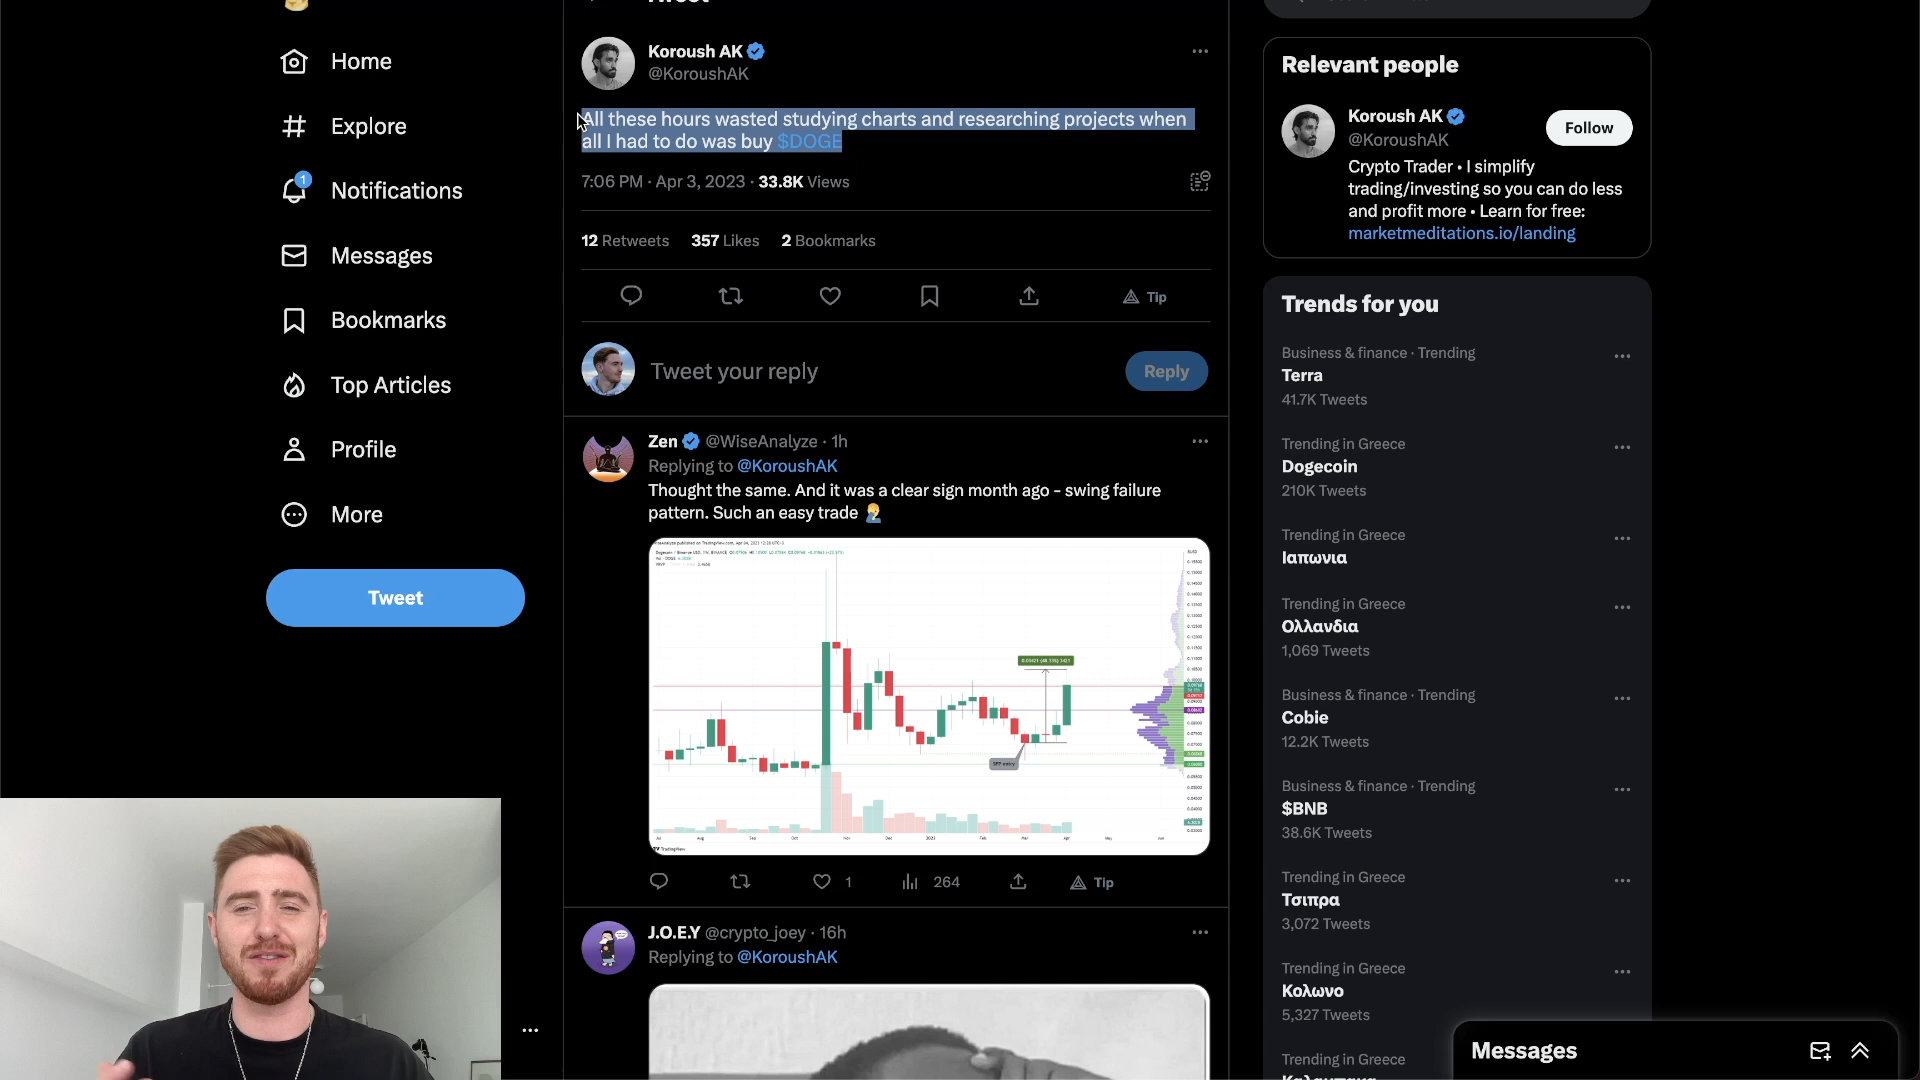 Home
Explore
1
Notifications
Messages
Bookmarks
Top Articles
Profile
More
Tweet
Koroush AK
@KoroushAK
All these hours wasted studying charts and researching projects when
all I had to do was buy $DOGE
7:06 PM · Apr 3, 2023 · 33.8K Views
12 Retweets 357 Likes 2 Bookmarks
Tip
Tweet your reply
Reply
Zen @WiseAnalyze · 1h
Replying to @KoroushAK
Thought the same. And it was a clear sign month ago - swing failure
pattern. Such an easy trade
SFP entry
TradingView
1
264
Tip
J.O.E.Y @crypto_joey · 16h
Replying to @KoroushAK
Relevant people
Koroush AK
@KoroushAK
Follow
Crypto Trader • I simplify
trading/investing so you can do less
and profit more • Learn for free:
marketmeditations.io/landing
Trends for you
Business & finance · Trending
Terra
41.7K Tweets
Trending in Greece
Dogecoin
210K Tweets
Trending in Greece
Ιαπωνια
Trending in Greece
Ολλανδια
1,069 Tweets
Business & finance · Trending
Cobie
12.2K Tweets
Business & finance · Trending
$BNB
38.6K Tweets
Trending in Greece
Τσιπρα
3,072 Tweets
Trending in Greece
Κολωνο
5,327 Tweets
Trending in Greece
Messages